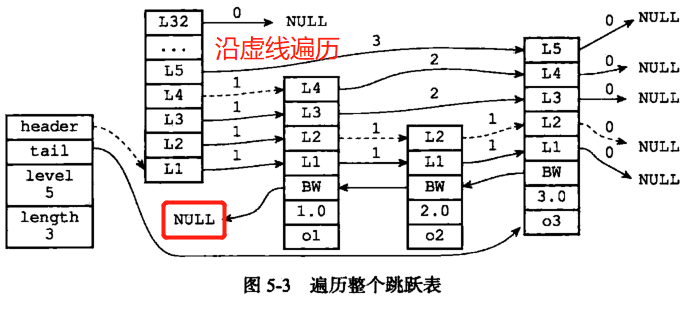 L32
0
NULL
...
沿虚线遍历
3
L5
0
NULL
L5
L4
1
L4
2
L4
0
NULL
L3
1
L3
2
L3
0
NULL
header
L2
1
L2
1
L2
1
L2
0
NULL
tail
L1
1
L1
1
L1
1
L1
0
NULL
level
5
BW
BW
BW
length
3
NULL
1.0
2.0
3.0
o1
o2
o3
图 5-3 遍历整个跳跃表